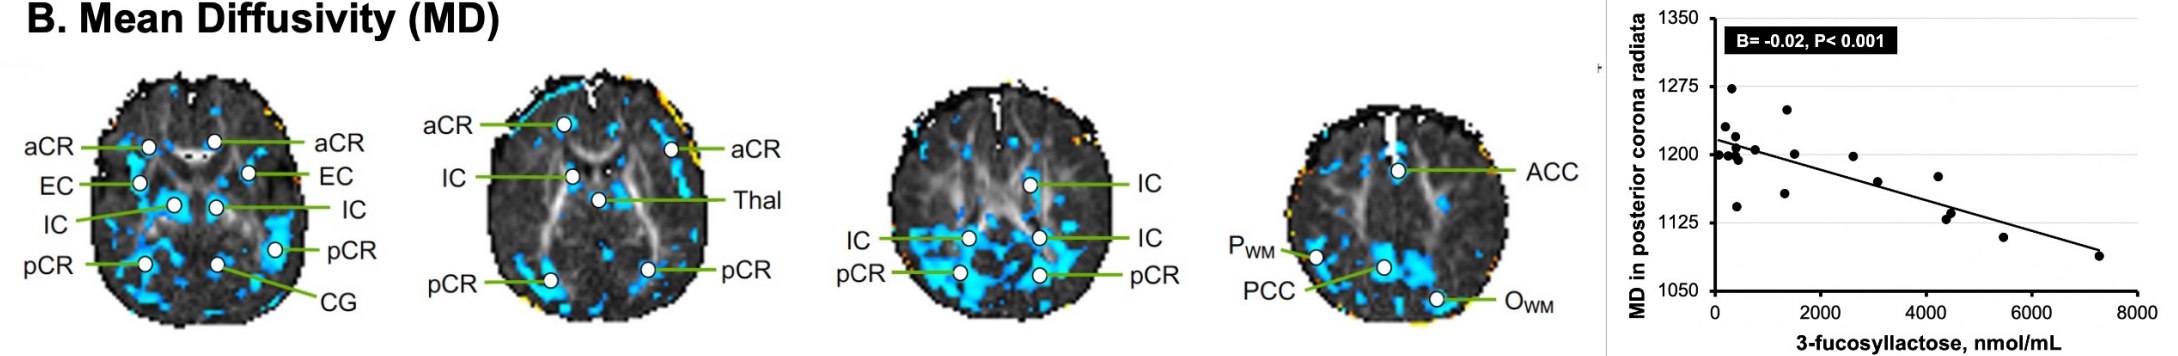 B. Mean Diffusivity (MD)
aCR
aCR
EC
EC
IC
IC
pCR
pCR
CG
aCR
aCR
IC
Thal
pCR
pCR
IC
IC
IC
pCR
pCR
ACC
PWM
PCC
OWM
MD in posterior corona radiata
1350
1275
1200
1125
1050
B= -0.02, P< 0.001
0
2000
4000
6000
8000
3-fucosyllactose, nmol/mL